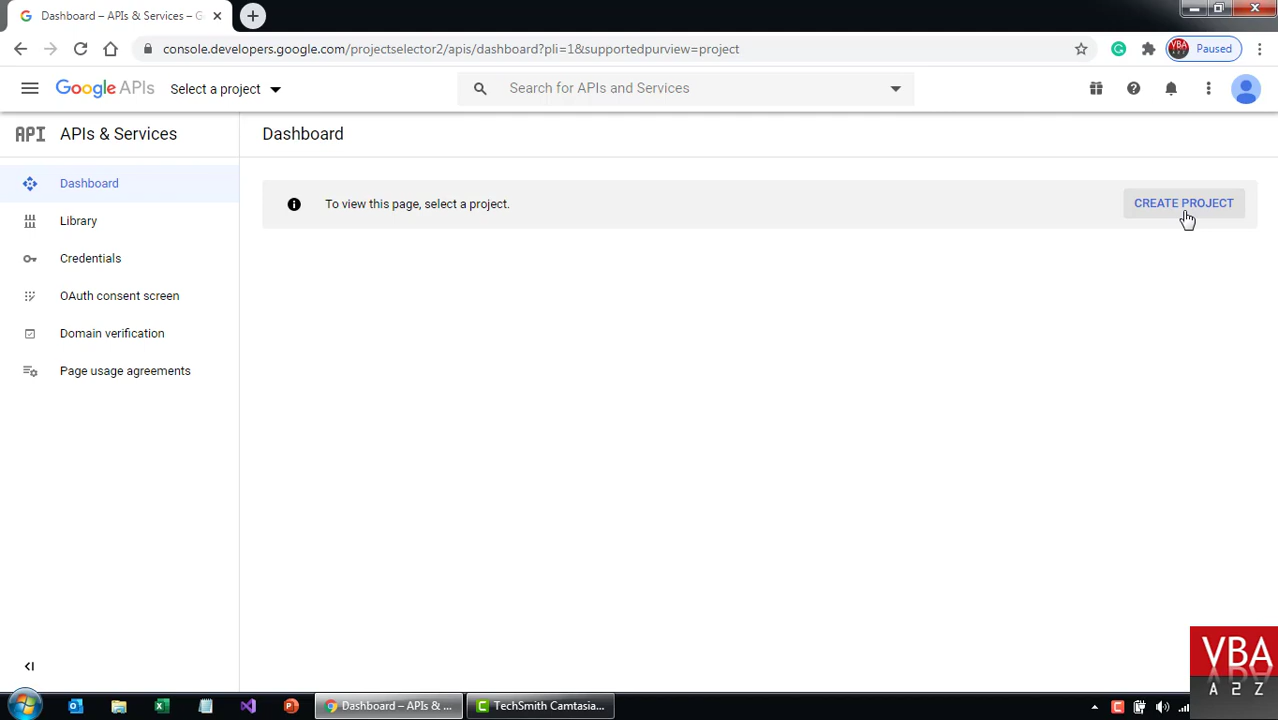 Dashboard – APIs & Services – G
console.developers.google.com/projectselector2/apis/dashboard?pli=1&supportedpurview=project
VBA
Paused
Google APIs
Select a project
Search for APIs and Services
API
APIs & Services
Dashboard
Dashboard
To view this page, select a project.
CREATE PROJECT
Library
Credentials
OAuth consent screen
Domain verification
Page usage agreements
VBA
A 2 Z
Dashboard – APIs & ...
TechSmith Camtasia...